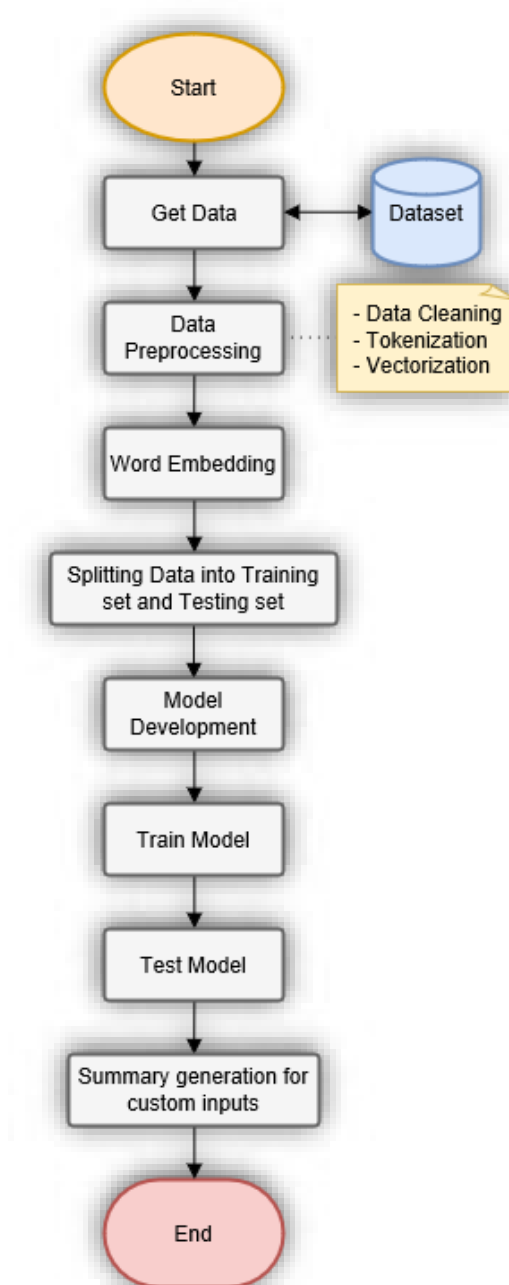 Start
Get Data
Dataset
Data
Preprocessing
- Data Cleaning
- Tokenization
- Vectorization
Word Embedding
Splitting Data into Training
set and Testing set
Model
Development
Train Model
Test Model
Summary generation for
custom inputs
End